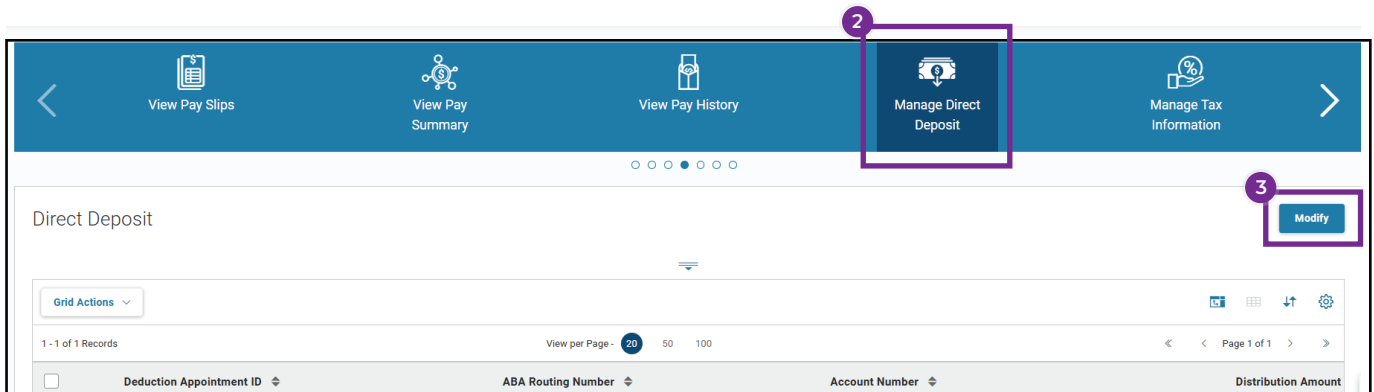 2
View Pay Slips
View Pay
Summary
View Pay History
Manage Direct
Deposit
Manage Tax
Information
3
Direct Deposit
Modify
Grid Actions
1 - 1 of 1 Records
View per Page - 20 50 100
Page 1 of 1
Deduction Appointment ID
ABA Routing Number
Account Number
Distribution Amount